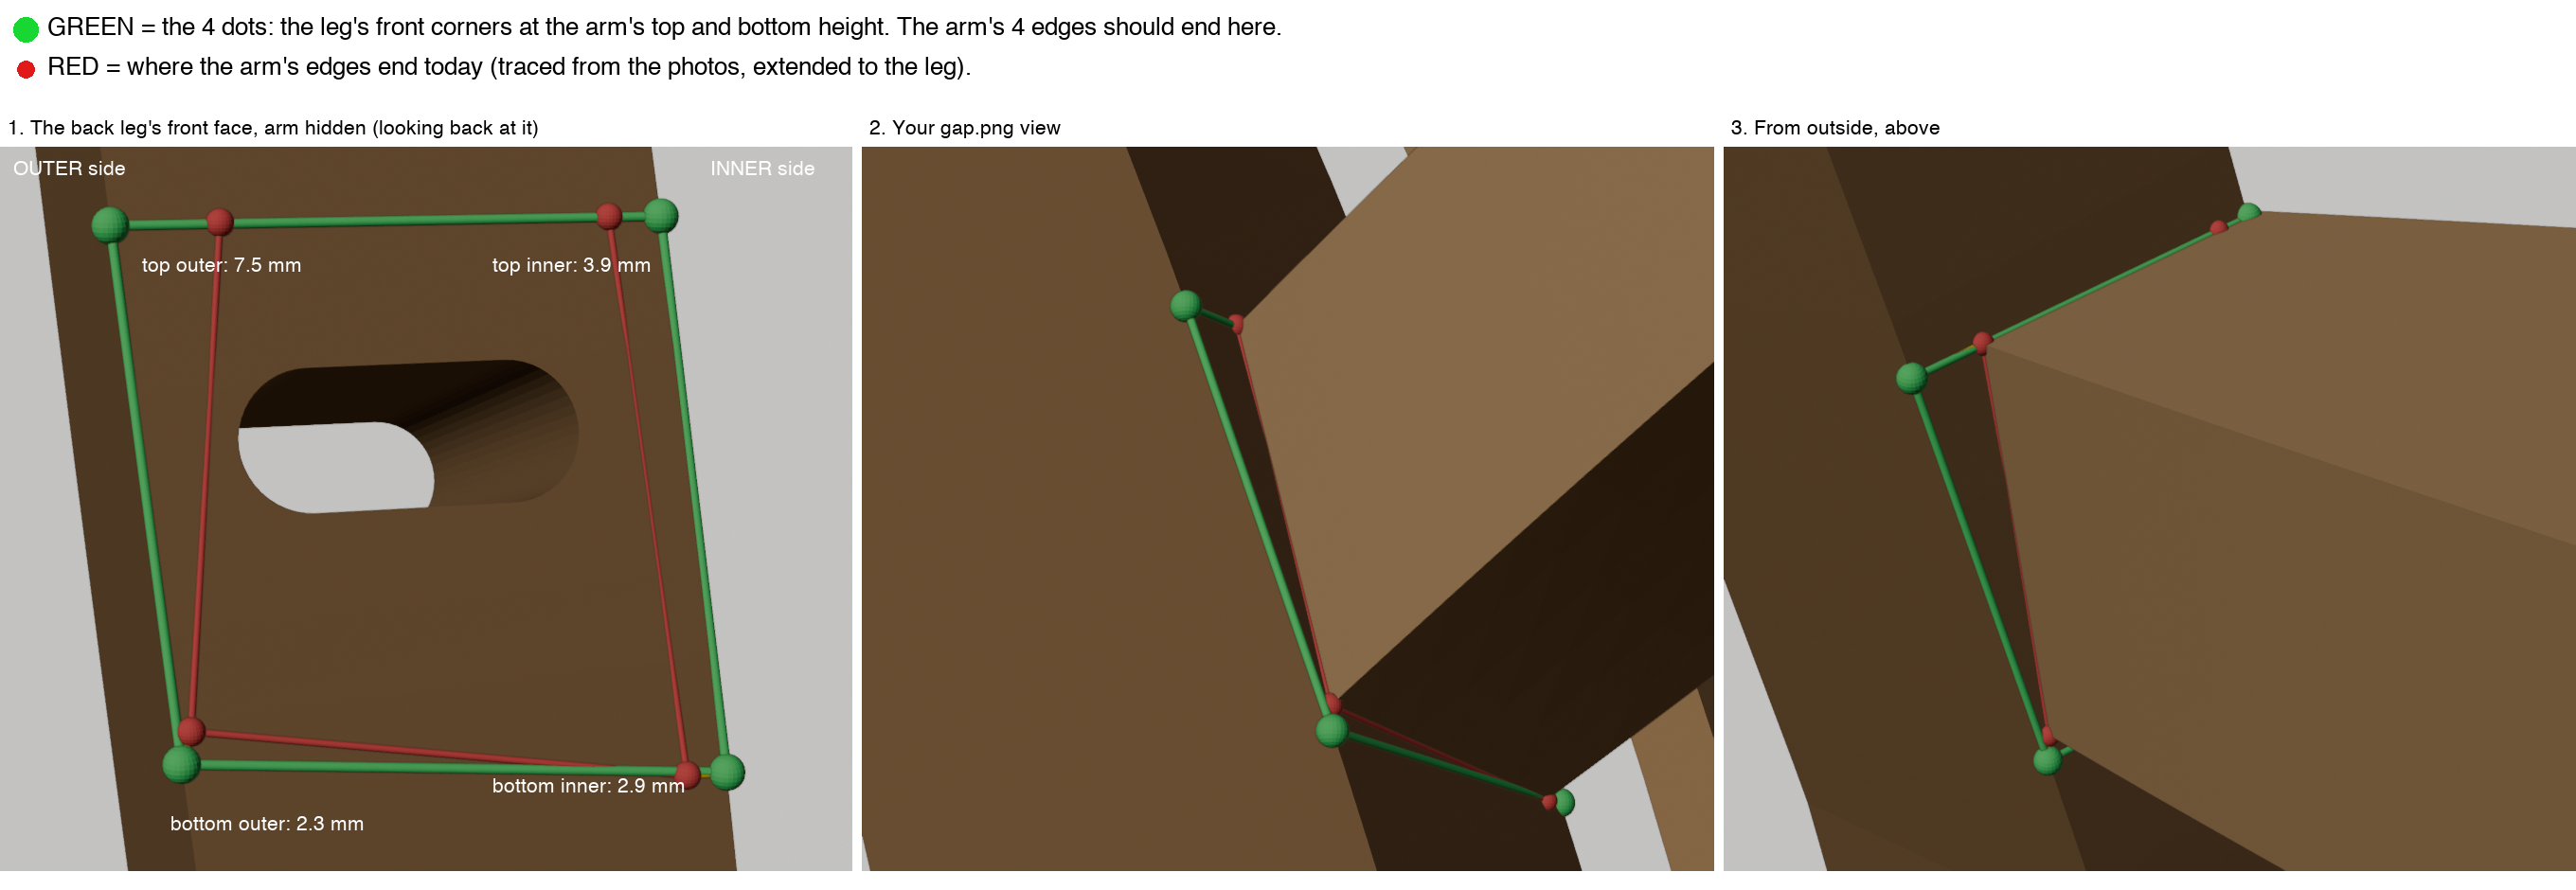 GREEN = the 4 dots: the leg's front corners at the arm's top and bottom height. The arm's 4 edges should end here.
RED = where the arm's edges end today (traced from the photos, extended to the leg).
1. The back leg's front face, arm hidden (looking back at it)
2. Your gap.png view
3. From outside, above
OUTER side
INNER side
top outer: 7.5 mm
top inner: 3.9 mm
bottom inner: 2.9 mm
bottom outer: 2.3 mm